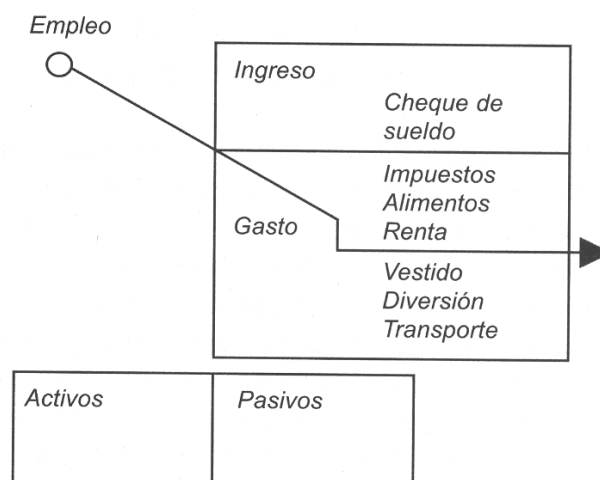 Empleo
Ingreso
Cheque de
sueldo
Impuestos
Alimentos
Gasto
Renta
Vestido
Diversión
Transporte
Activos
Pasivos